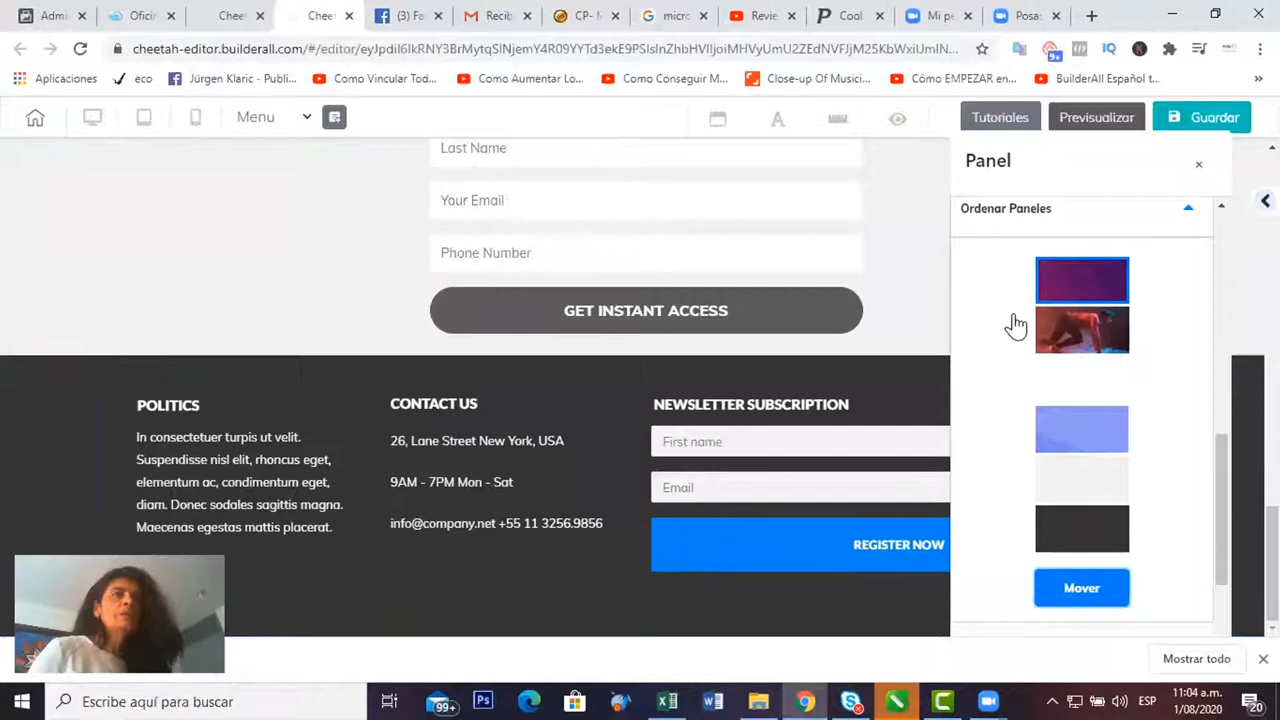 Admi
Oficir
Cheet
Cheet
(3) Fa
Recib
CP- M
micro
Revie
Cool
Mi pe
Posas
cheetah-editor.builderall.com/#/editor/
9+
Aplicaciones
eco
Jürgen Klaric - Publi...
Como Vincular Tod...
Como Aumentar Lo...
Como Conseguir M...
Close-up Of Musici...
Cómo EMPEZAR en...
BuilderAll Español t...
Menu
Tutoriales
Previsualizar
Guardar
Last Name
Your Email
Phone Number
GET INSTANT ACCESS
Panel
Ordenar Paneles
Mover
POLITICS
In consectetuer turpis ut velit.
Suspendisse nisl elit, rhoncus eget,
elementum ac, condimentum eget,
diam. Donec sodales sagittis magna.
Maecenas egestas mattis placerat.
CONTACT US
26, Lane Street New York, USA
9AM - 7PM Mon - Sat
info@company.net +55 11 3256.9856
NEWSLETTER SUBSCRIPTION
First name
Email
REGISTER NOW
Mostrar todo
Escribe aquí para buscar
99+
ESP
11:04 a.m.
1/08/2020
20